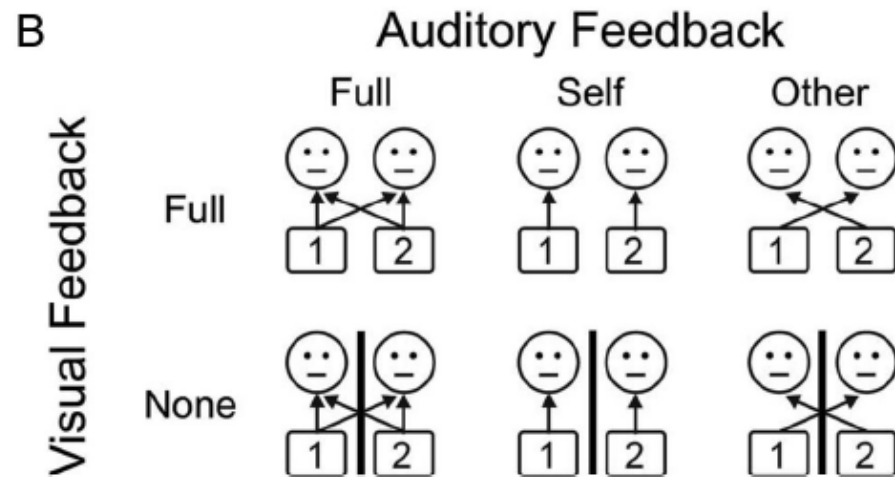 B
Auditory Feedback
Full Self Other
Visual Feedback
Full
1 2 1 2 1 2
None
1 2 1 2 1 2